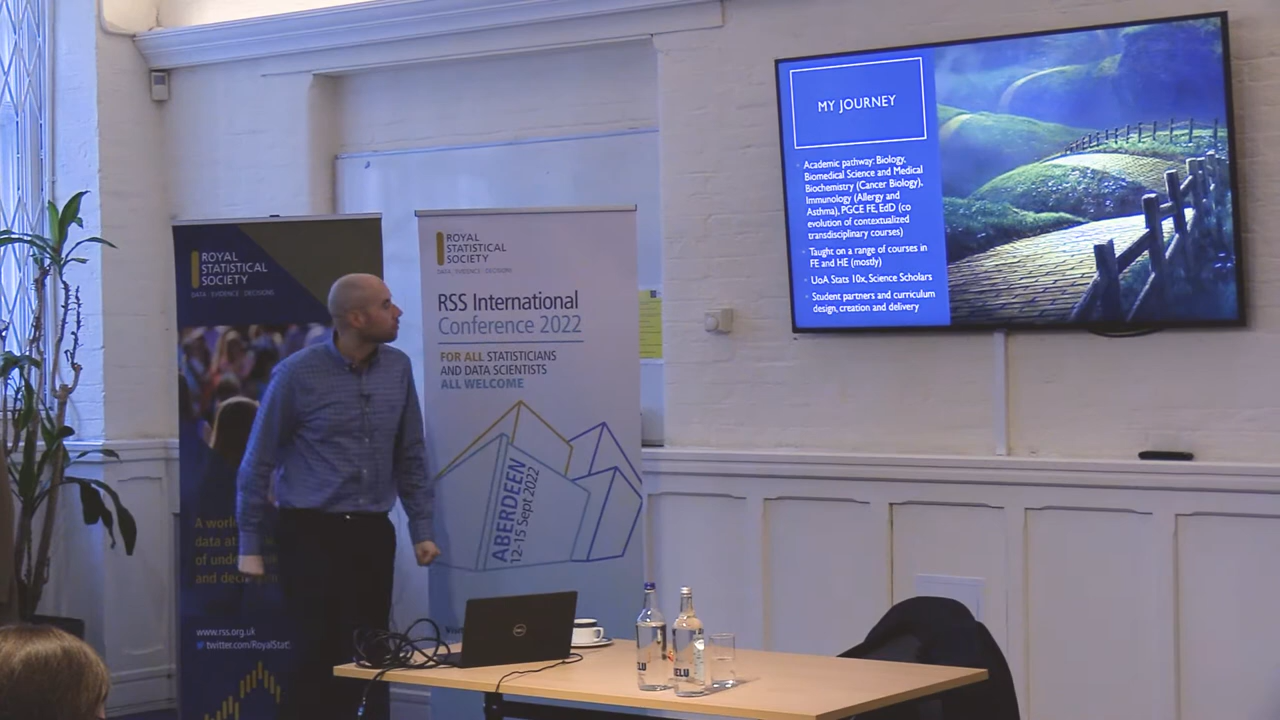 ROYAL
STATISTICAL
SOCIETY
DATA | EVIDENCE | DECISIONS
A world
data at
of unde
and deci
www.rss.org.uk
twitter.com/RoyalStat
ROYAL
STATISTICAL
SOCIETY
DATA | EVIDENCE | DECISIONS
RSS International
Conference 2022
FOR ALL STATISTICIANS
AND DATA SCIENTISTS
ALL WELCOME
ABERDEEN
12-15 Sept 2022
MY JOURNEY
Academic pathway: Biology,
Biomedical Science and Medical
Biochemistry (Cancer Biology),
Immunology (Allergy and
Asthma), PGCE FE, EdD (co
evolution of contextualized
transdisciplinary courses)
Taught on a range of courses in
FE and HE (mostly)
UoA Stats 10x, Science Scholars
Student partners and curriculum
design, creation and delivery
DELL
ELU